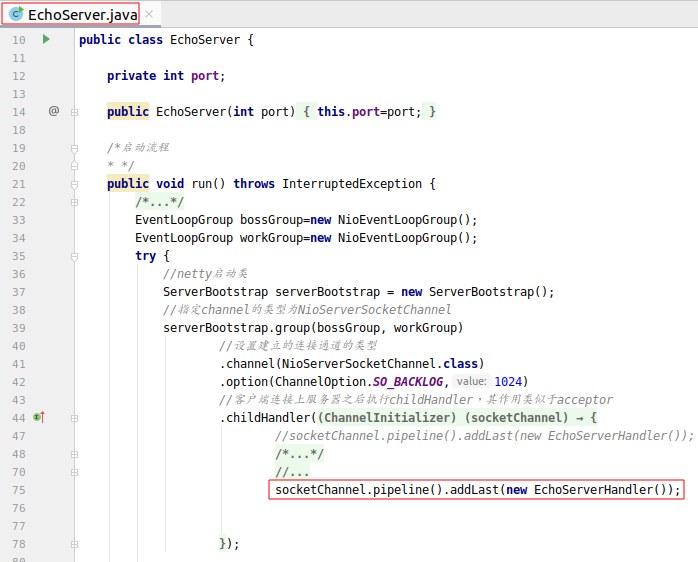 EchoServer.java
10 public class EchoServer {
11
12 private int port;
13
14 @ public EchoServer(int port) { this.port=port; }
18
19 /*启动流程
20 * */
21 public void run() throws InterruptedException {
22 /*...*/
33 EventLoopGroup bossGroup=new NioEventLoopGroup();
34 EventLoopGroup workGroup=new NioEventLoopGroup();
35 try {
36 //netty启动类
37 ServerBootstrap serverBootstrap = new ServerBootstrap();
38 //指定channel的类型为NioServerSocketChannel
39 serverBootstrap.group(bossGroup, workGroup)
40 //设置建立的连接通道的类型
41 .channel(NioServerSocketChannel.class)
42 .option(ChannelOption.SO_BACKLOG, value: 1024)
43 //客户端连接上服务器之后执行childHandler，其作用类似于acceptor
44 .childHandler((ChannelInitializer) (socketChannel) → {
47 //socketChannel.pipeline().addLast(new EchoServerHandler());
48 /*...*/
70 //...
75 socketChannel.pipeline().addLast(new EchoServerHandler());
76
77
78 });
80